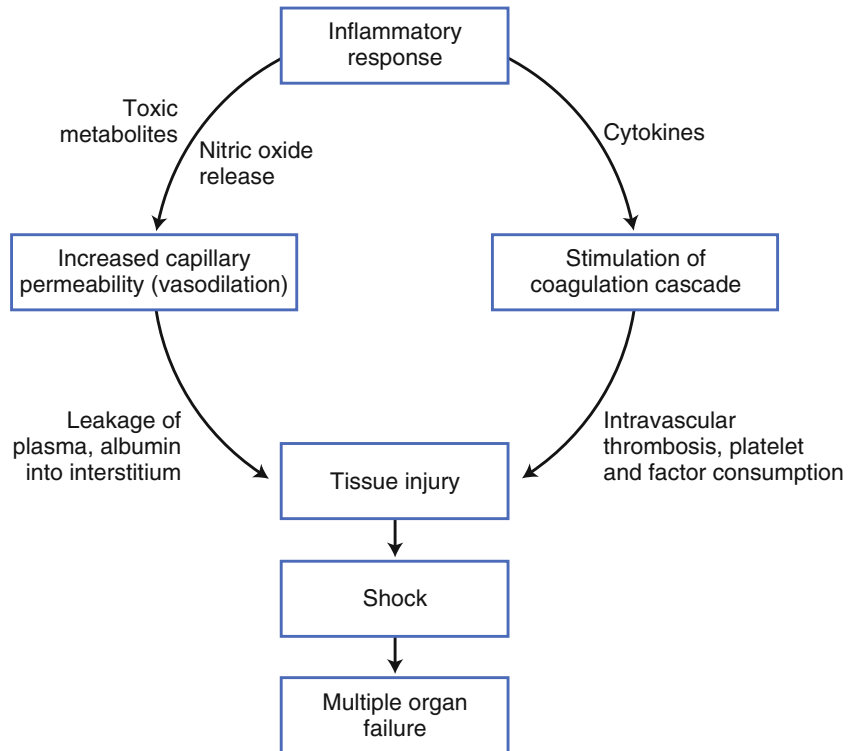 Inflammatory
response
Toxic
metabolites
Nitric oxide
release
Cytokines
Increased capillary
permeability (vasodilation)
Stimulation of
coagulation cascade
Leakage of
plasma, albumin
into interstitium
Intravascular
thrombosis, platelet
and factor consumption
Tissue injury
Shock
Multiple organ
failure